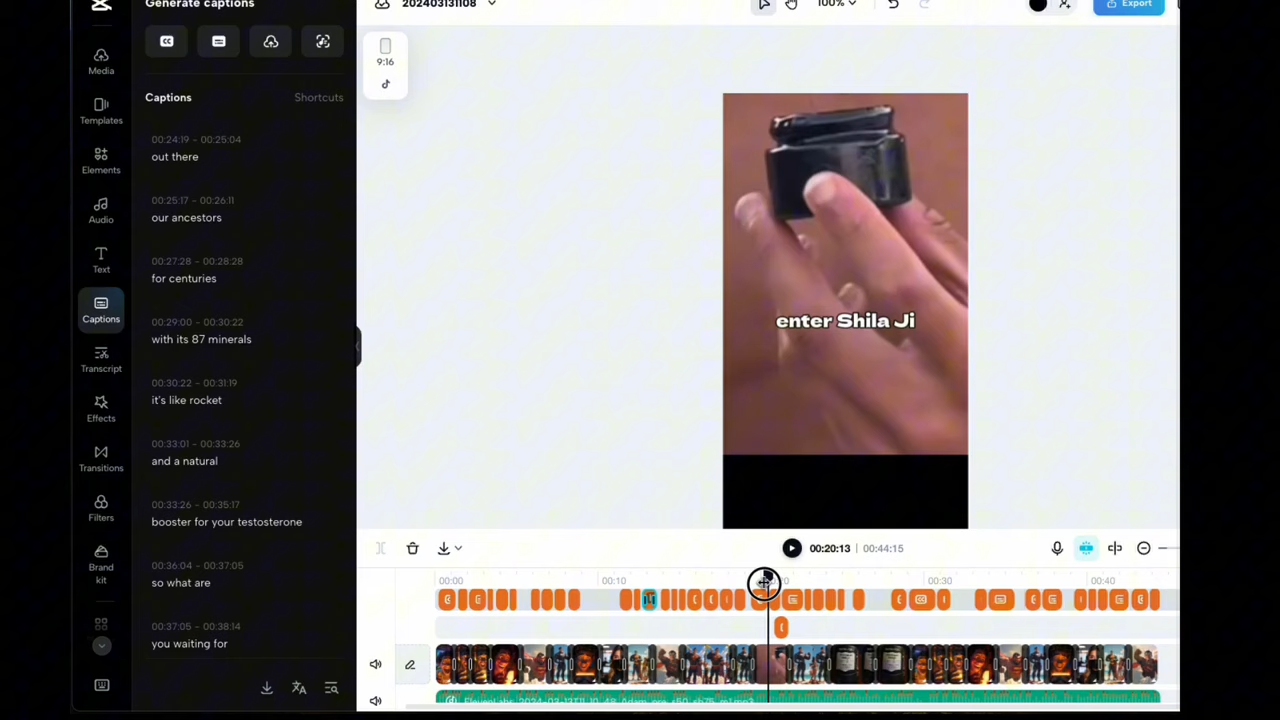 Generate captions
202403131108
100%
Export
Media
9:16
Captions
Shortcuts
Templates
00:24:19 – 00:25:04
out there
Elements
00:25:17 – 00:26:11
our ancestors
Audio
00:27:28 – 00:28:28
for centuries
Text
00:29:00 – 00:30:22
with its 87 minerals
Captions
enter Shila Ji
00:30:22 – 00:31:19
it's like rocket
Transcript
00:33:01 – 00:33:26
and a natural
Effects
00:33:26 – 00:35:17
booster for your testosterone
Transitions
00:36:04 – 00:37:05
so what are
Filters
00:37:05 – 00:38:14
you waiting for
Brand
kit
00:20:13 | 00:44:15
00:00
00:10
00:30
00:40